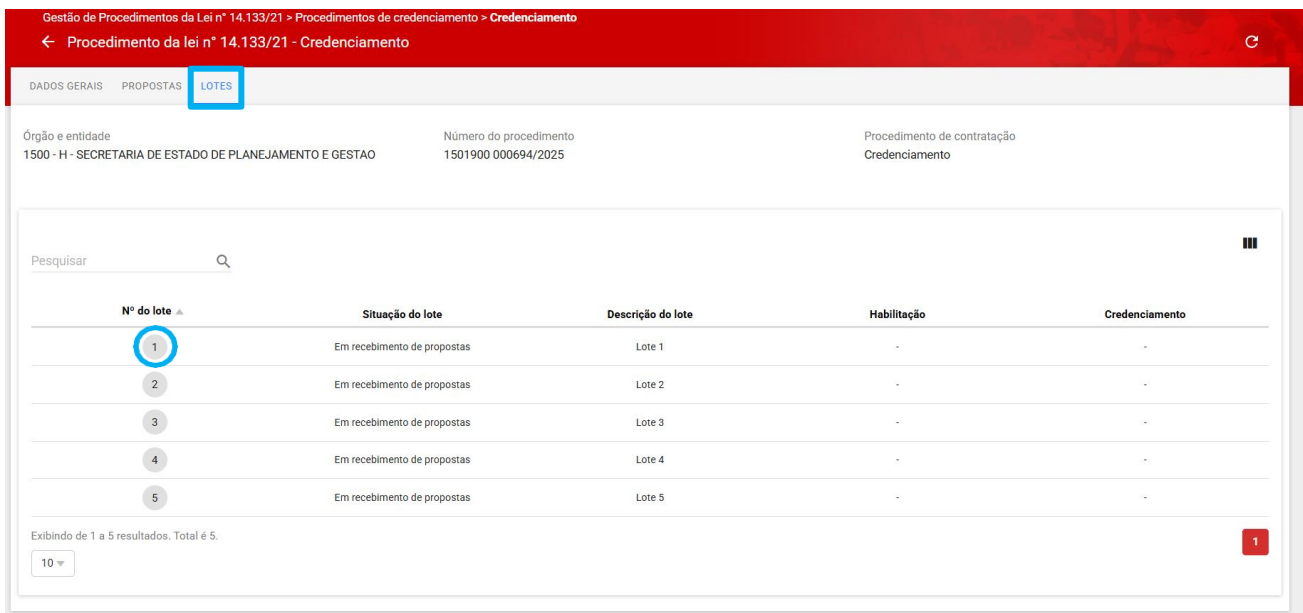 Gestão de Procedimentos da Lei n° 14.133/21 > Procedimentos de credenciamento > Credenciamento
Procedimento da lei n° 14.133/21 - Credenciamento
DADOS GERAIS PROPOSTAS LOTES
Órgão e entidade Número do procedimento Procedimento de contratação
1500 - H - SECRETARIA DE ESTADO DE PLANEJAMENTO E GESTAO 1501900 000694/2025 Credenciamento
Pesquisar
Nº do lote Situação do lote Descrição do lote Habilitação Credenciamento
1 Em recebimento de propostas Lote 1 - -
2 Em recebimento de propostas Lote 2 - -
3 Em recebimento de propostas Lote 3 - -
4 Em recebimento de propostas Lote 4 - -
5 Em recebimento de propostas Lote 5 - -
Exibindo de 1 a 5 resultados. Total é 5.
1
10